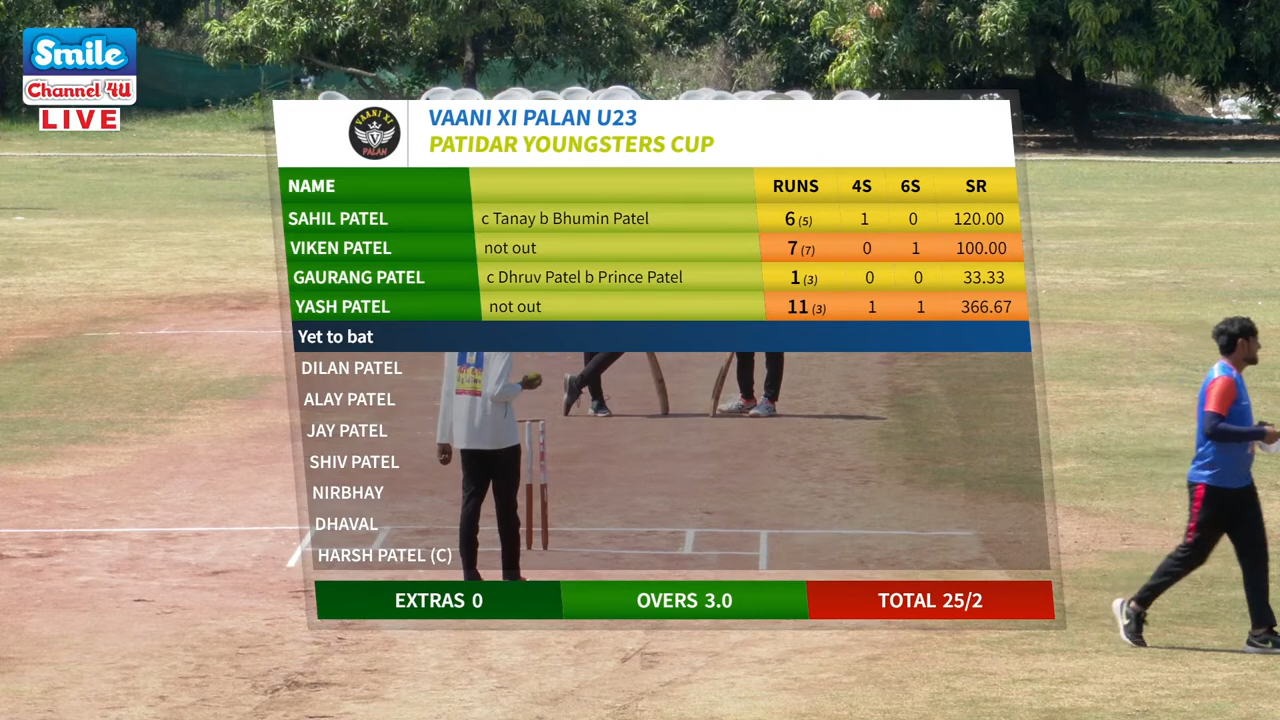 Smile
Channel 4U
LIVE
VAANI XI
PALAN
VAANI XI PALAN U23
PATIDAR YOUNGSTERS CUP
NAME RUNS 4S 6S SR
SAHIL PATEL c Tanay b Bhumin Patel 6 (5) 1 0 120.00
VIKEN PATEL not out 7 (7) 0 1 100.00
GAURANG PATEL c Dhruv Patel b Prince Patel 1 (3) 0 0 33.33
YASH PATEL not out 11 (3) 1 1 366.67
Yet to bat
DILAN PATEL
ALAY PATEL
JAY PATEL
SHIV PATEL
NIRBHAY
DHAVAL
HARSH PATEL (C)
EXTRAS 0 OVERS 3.0 TOTAL 25/2